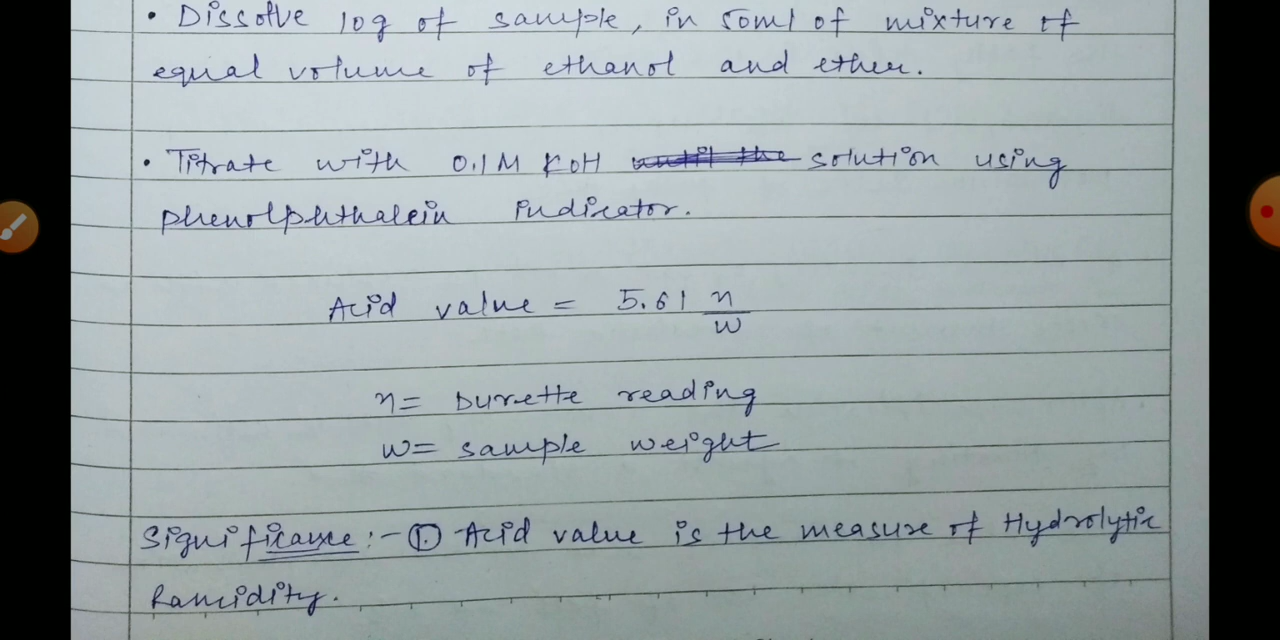 • Dissolve 10g of sample, in 50ml of mixture of
equal volume of ethanol and ether.
• Titrate with 0.1M KOH until the solution using
phenolphthalein indicator.
Acid value = 5.61 n/w
n = burette reading
w = sample weight
Significance :- ①. Acid value is the measure of Hydrolytic
Rancidity.